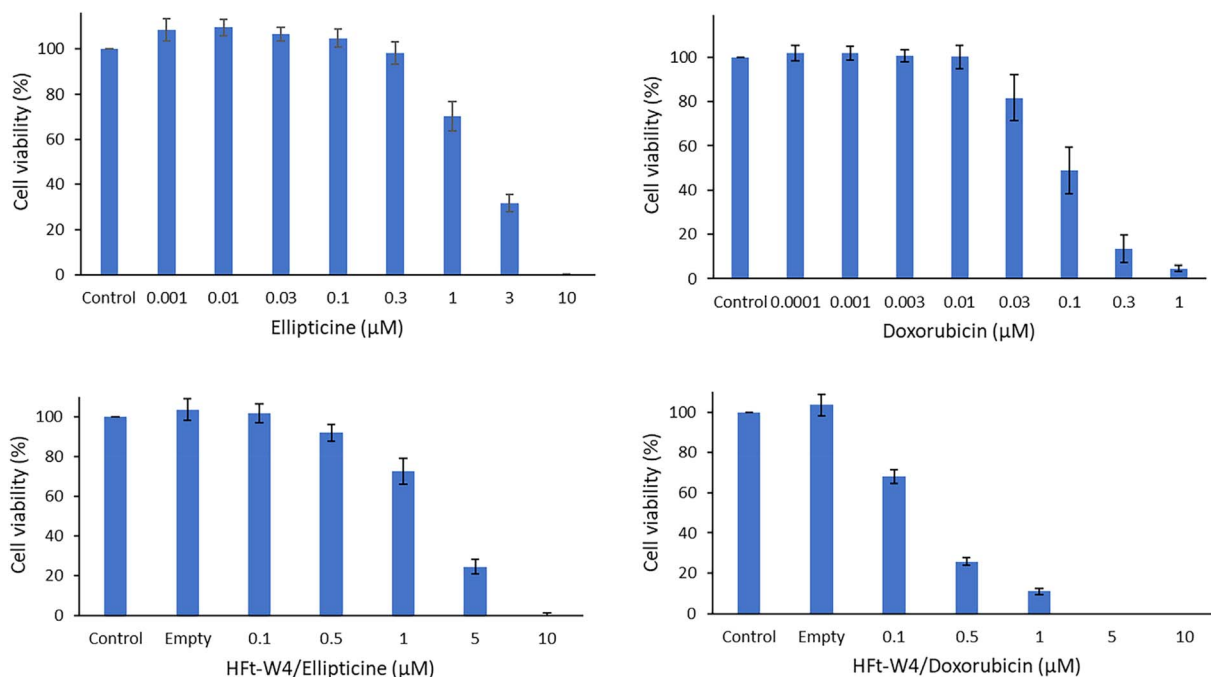 Cell viability (%)
100
80
60
40
20
0
Control 0.001 0.01 0.03 0.1 0.3 1 3 10
Ellipticine (µM)
Cell viability (%)
100
80
60
40
20
0
Control 0.0001 0.001 0.003 0.01 0.03 0.1 0.3 1
Doxorubicin (µM)
Cell viability (%)
100
80
60
40
20
0
Control Empty 0.1 0.5 1 5 10
HFt-W4/Ellipticine (µM)
Cell viability (%)
100
80
60
40
20
0
Control Empty 0.1 0.5 1 5 10
HFt-W4/Doxorubicin (µM)